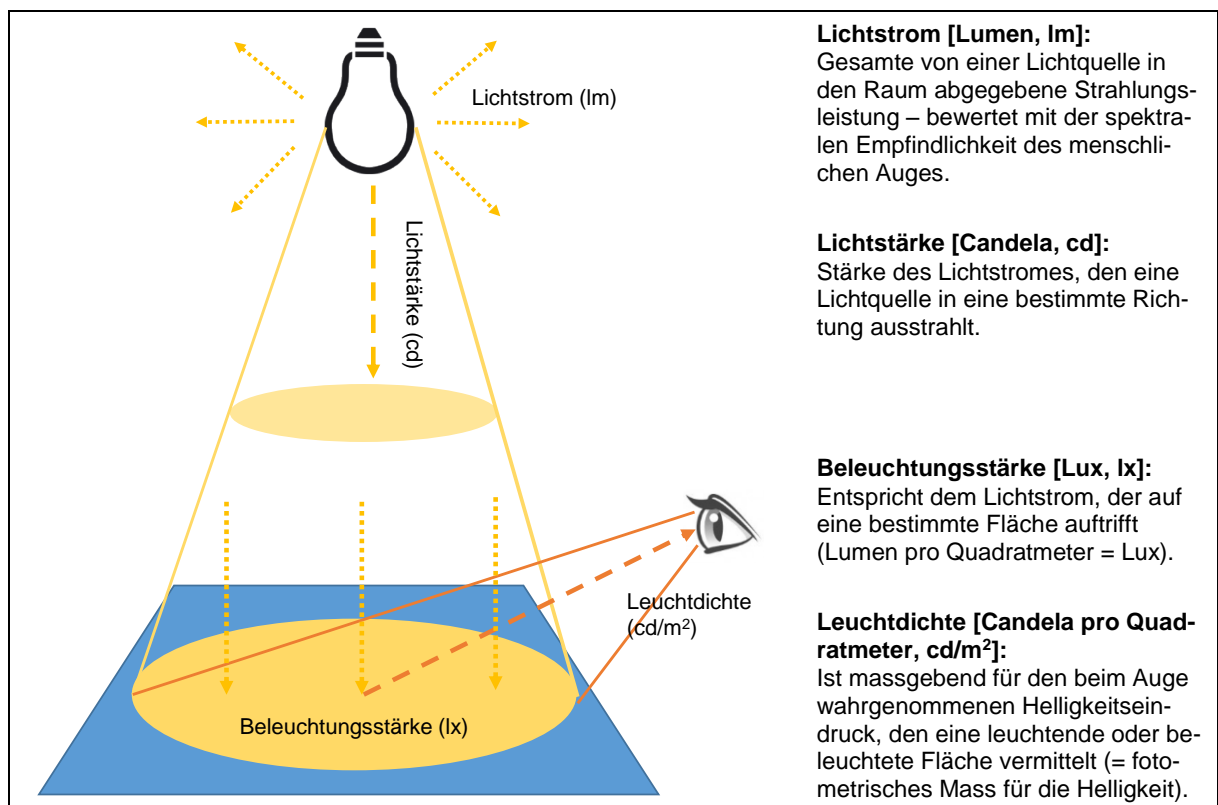 Lichtstrom (lm)
Lichtstärke (cd)
Leuchtdichte
(cd/m²)
Beleuchtungsstärke (lx)
Lichtstrom [Lumen, lm]:
Gesamte von einer Lichtquelle in
den Raum abgegebene Strahlungs-
leistung – bewertet mit der spektra-
len Empfindlichkeit des menschli-
chen Auges.
Lichtstärke [Candela, cd]:
Stärke des Lichtstromes, den eine
Lichtquelle in eine bestimmte Rich-
tung ausstrahlt.
Beleuchtungsstärke [Lux, lx]:
Entspricht dem Lichtstrom, der auf
eine bestimmte Fläche auftrifft
(Lumen pro Quadratmeter = Lux).
Leuchtdichte [Candela pro Quad-
ratmeter, cd/m²]:
Ist massgebend für den beim Auge
wahrgenommenen Helligkeitsein-
druck, den eine leuchtende oder be-
leuchtete Fläche vermittelt (= foto-
metrisches Mass für die Helligkeit).